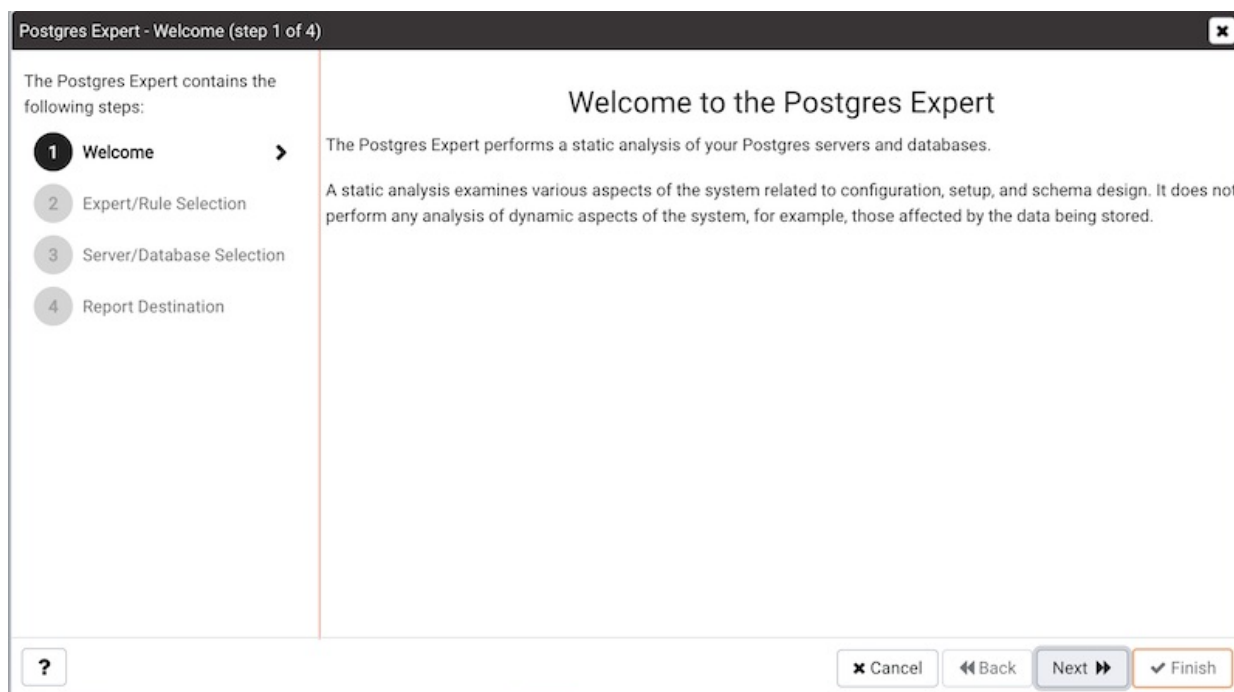 Postgres Expert - Welcome (step 1 of 4)
The Postgres Expert contains the
following steps:
1 Welcome
2 Expert/Rule Selection
3 Server/Database Selection
4 Report Destination
Welcome to the Postgres Expert
The Postgres Expert performs a static analysis of your Postgres servers and databases.
A static analysis examines various aspects of the system related to configuration, setup, and schema design. It does not
perform any analysis of dynamic aspects of the system, for example, those affected by the data being stored.
? Cancel Back Next Finish